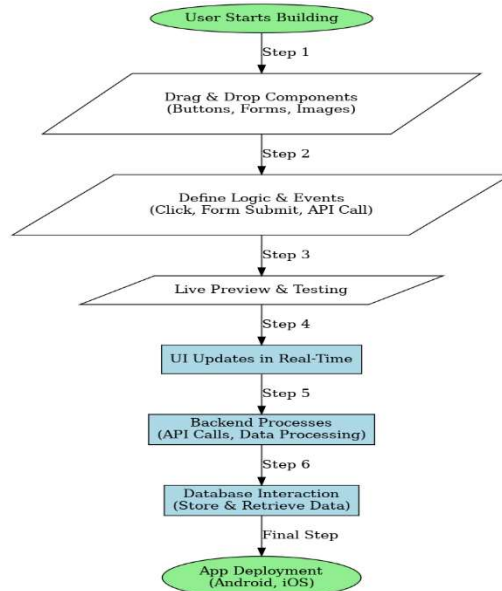 User Starts Building
Step 1
Drag & Drop Components
(Buttons, Forms, Images)
Step 2
Define Logic & Events
(Click, Form Submit, API Call)
Step 3
Live Preview & Testing
Step 4
UI Updates in Real-Time
Step 5
Backend Processes
(API Calls, Data Processing)
Step 6
Database Interaction
(Store & Retrieve Data)
Final Step
App Deployment
(Android, iOS)